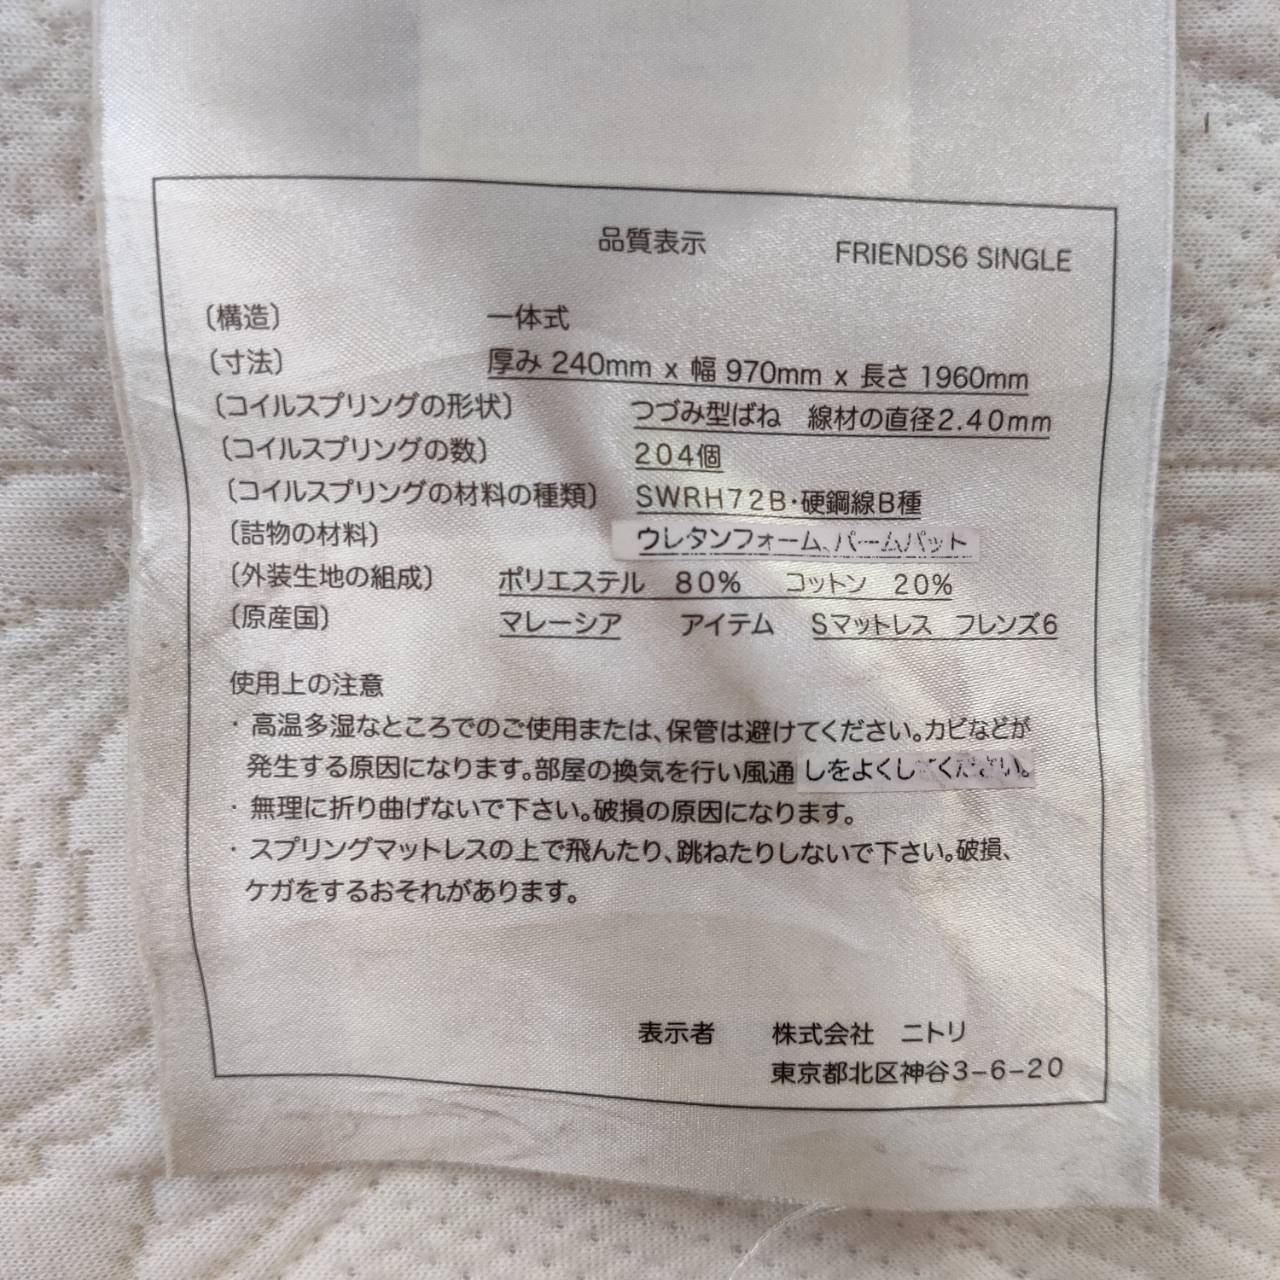 品質表示 FRIENDS6 SINGLE
〔構造〕 一体式
〔寸法〕 厚み 240mm x 幅 970mm x 長さ 1960mm
〔コイルスプリングの形状〕 つづみ型ばね 線材の直径2.40mm
〔コイルスプリングの数〕 204個
〔コイルスプリングの材料の種類〕 SWRH72B・硬鋼線B種
〔詰物の材料〕 ウレタンフォーム、パームパット
〔外装生地の組成〕 ポリエステル 80% コットン 20%
〔原産国〕 マレーシア アイテム Sマットレス フレンズ6
使用上の注意
・高温多湿なところでのご使用または、保管は避けてください。カビなどが
発生する原因になります。部屋の換気を行い風通しをよくしてください。
・無理に折り曲げないで下さい。破損の原因になります。
・スプリングマットレスの上で飛んだり、跳ねたりしないで下さい。破損、
ケガをするおそれがあります。
表示者 株式会社 ニトリ
東京都北区神谷3-6-20